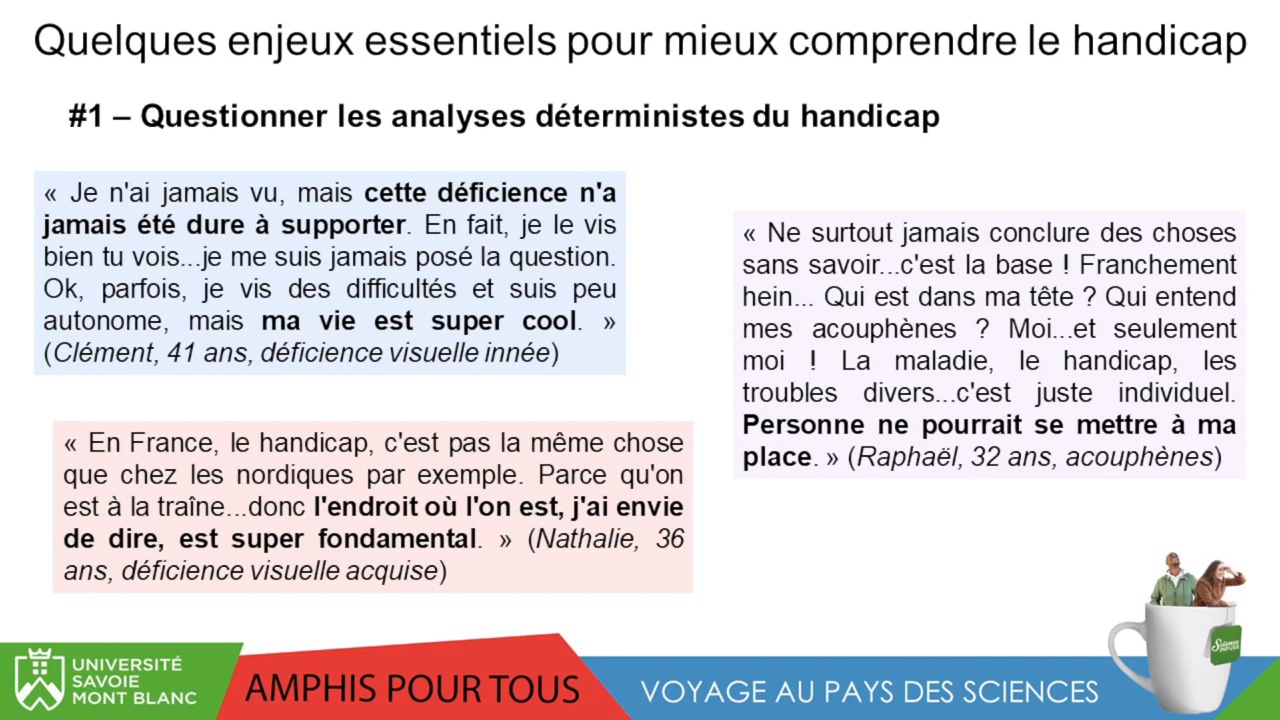 Quelques enjeux essentiels pour mieux comprendre le handicap
#1 – Questionner les analyses déterministes du handicap
« Je n'ai jamais vu, mais cette déficience n'a
jamais été dure à supporter. En fait, je le vis
bien tu vois...je me suis jamais posé la question.
Ok, parfois, je vis des difficultés et suis peu
autonome, mais ma vie est super cool. »
(Clément, 41 ans, déficience visuelle innée)
« En France, le handicap, c'est pas la même chose
que chez les nordiques par exemple. Parce qu'on
est à la traîne...donc l'endroit où l'on est, j'ai envie
de dire, est super fondamental. » (Nathalie, 36
ans, déficience visuelle acquise)
« Ne surtout jamais conclure des choses
sans savoir...c'est la base ! Franchement
hein... Qui est dans ma tête ? Qui entend
mes acouphènes ? Moi...et seulement
moi ! La maladie, le handicap, les
troubles divers...c'est juste individuel.
Personne ne pourrait se mettre à ma
place. » (Raphaël, 32 ans, acouphènes)
UNIVERSITÉ
SAVOIE
MONT BLANC
AMPHIS POUR TOUS
VOYAGE AU PAYS DES SCIENCES
Science
INFUSE